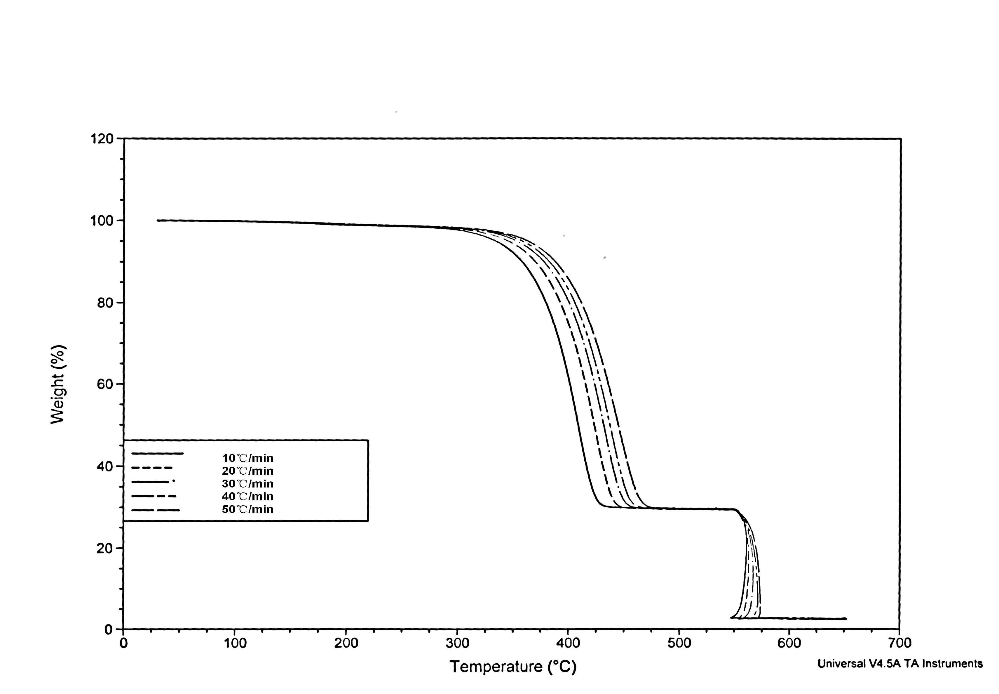 120
100
80
60
40
20
0
Weight (%)
10℃/min
20℃/min
30℃/min
40℃/min
50℃/min
0 100 200 300 400 500 600 700
Temperature (°C)
Universal V4.5A TA Instruments